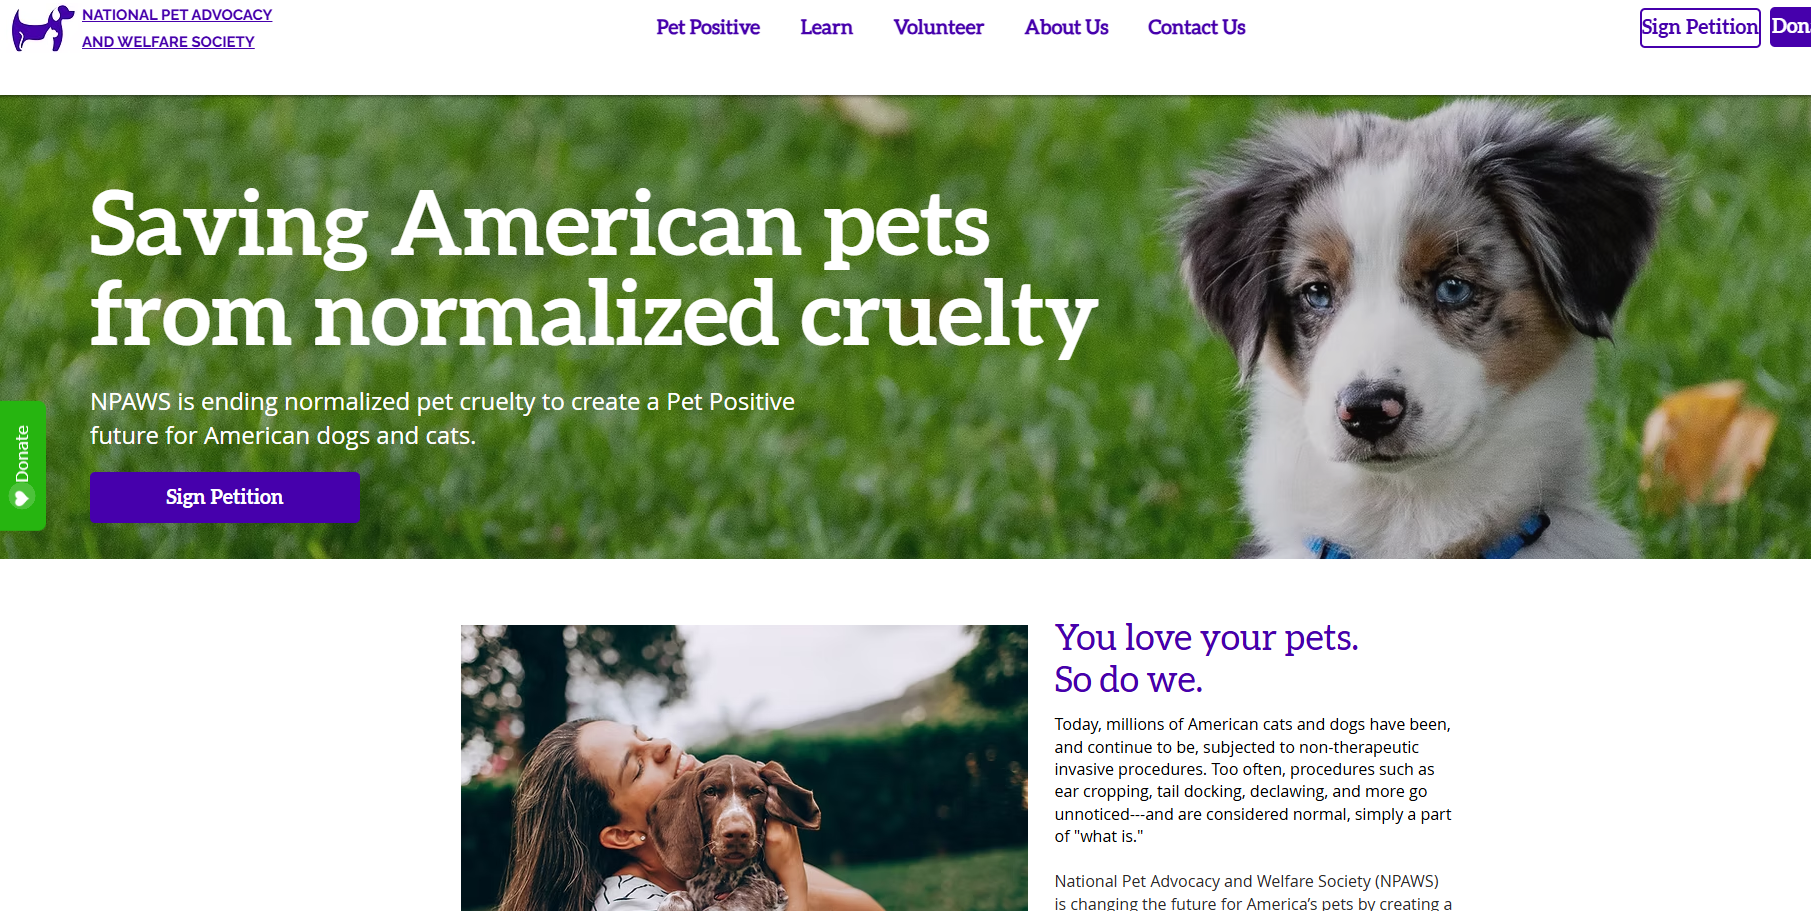 NATIONAL PET ADVOCACY
AND WELFARE SOCIETY
Pet Positive
Learn
Volunteer
About Us
Contact Us
Sign Petition
Saving American pets
from normalized cruelty
NPAWS is ending normalized pet cruelty to create a Pet Positive
future for American dogs and cats.
Donate
Sign Petition
You love your pets.
So do we.
Today, millions of American cats and dogs have been,
and continue to be, subjected to non-therapeutic
invasive procedures. Too often, procedures such as
ear cropping, tail docking, declawing, and more go
unnoticed---and are considered normal, simply a part
of "what is."
National Pet Advocacy and Welfare Society (NPAWS)
is changing the future for America's pets by creating a